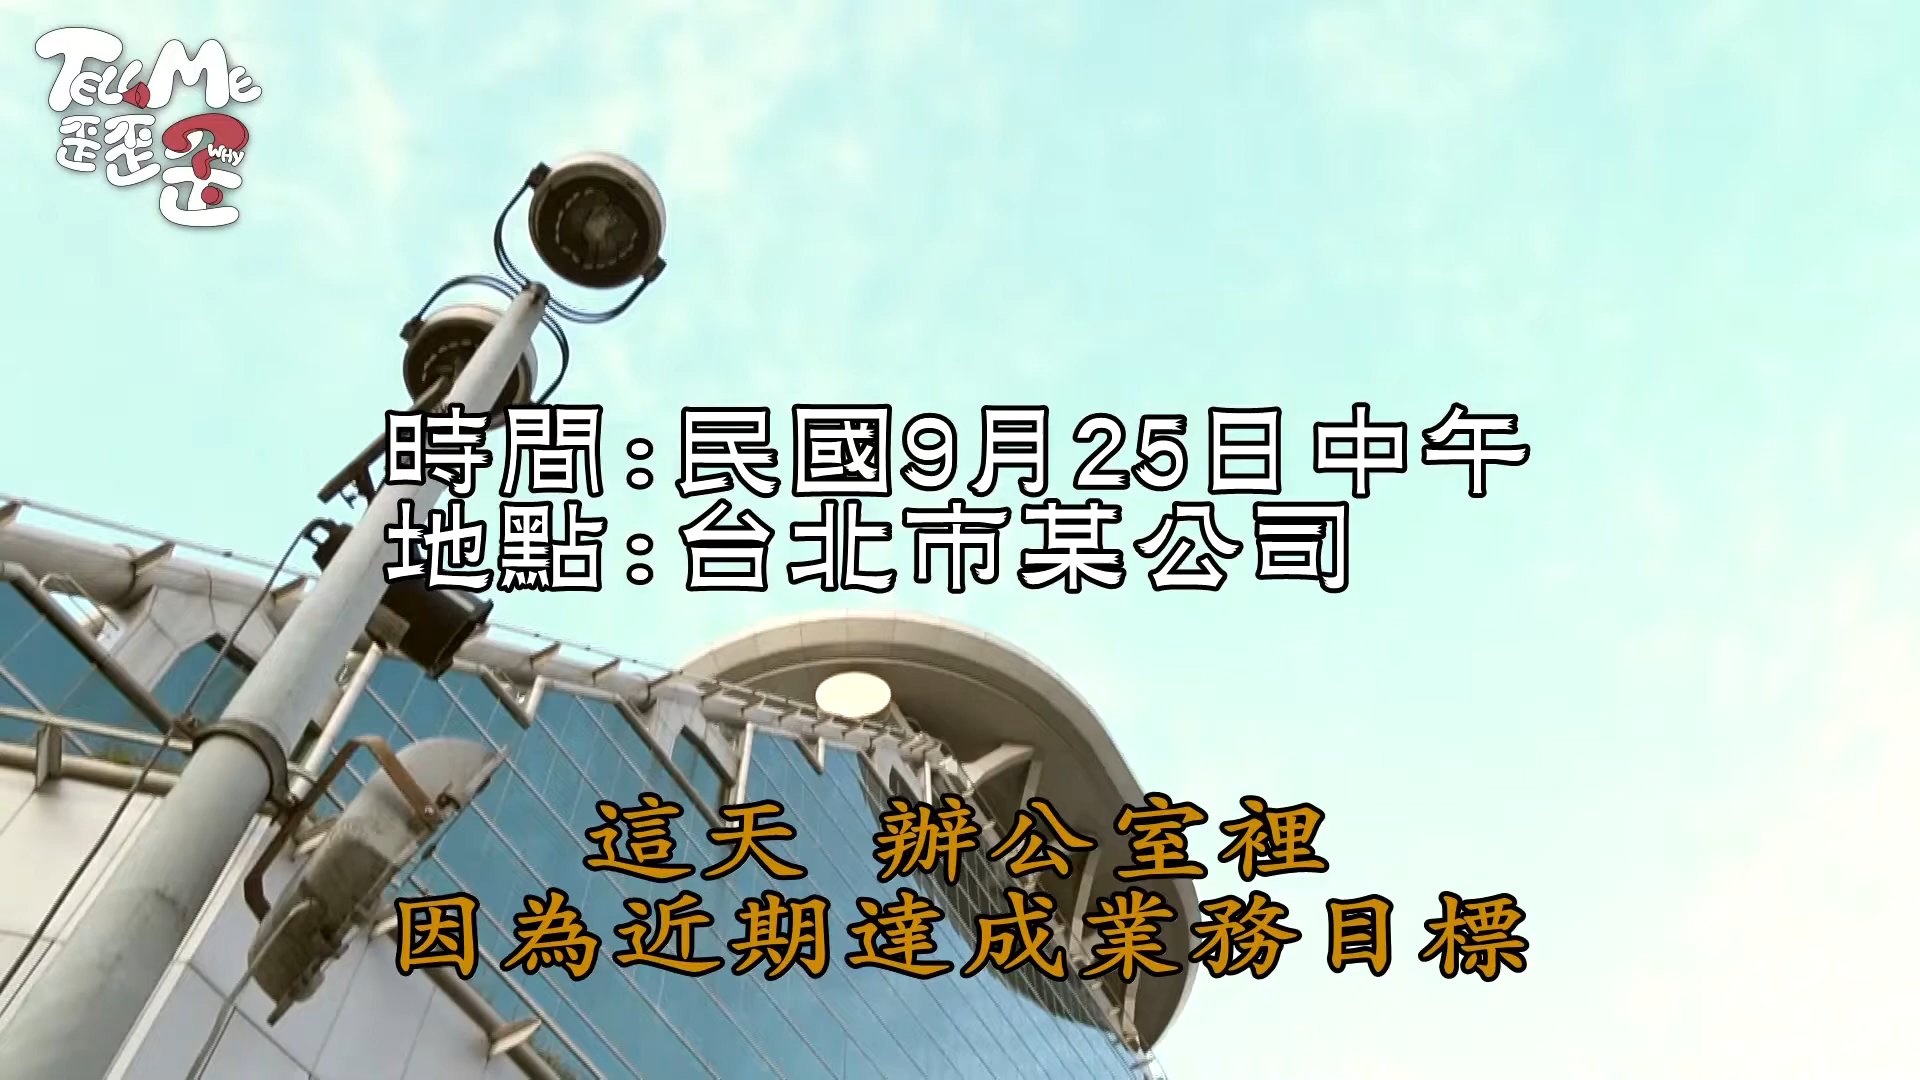 TELL ME
歪歪歪
WHY
時間:民國9月25日中午
地點:台北市某公司
這天 辦公室裡
因為近期達成業務目標